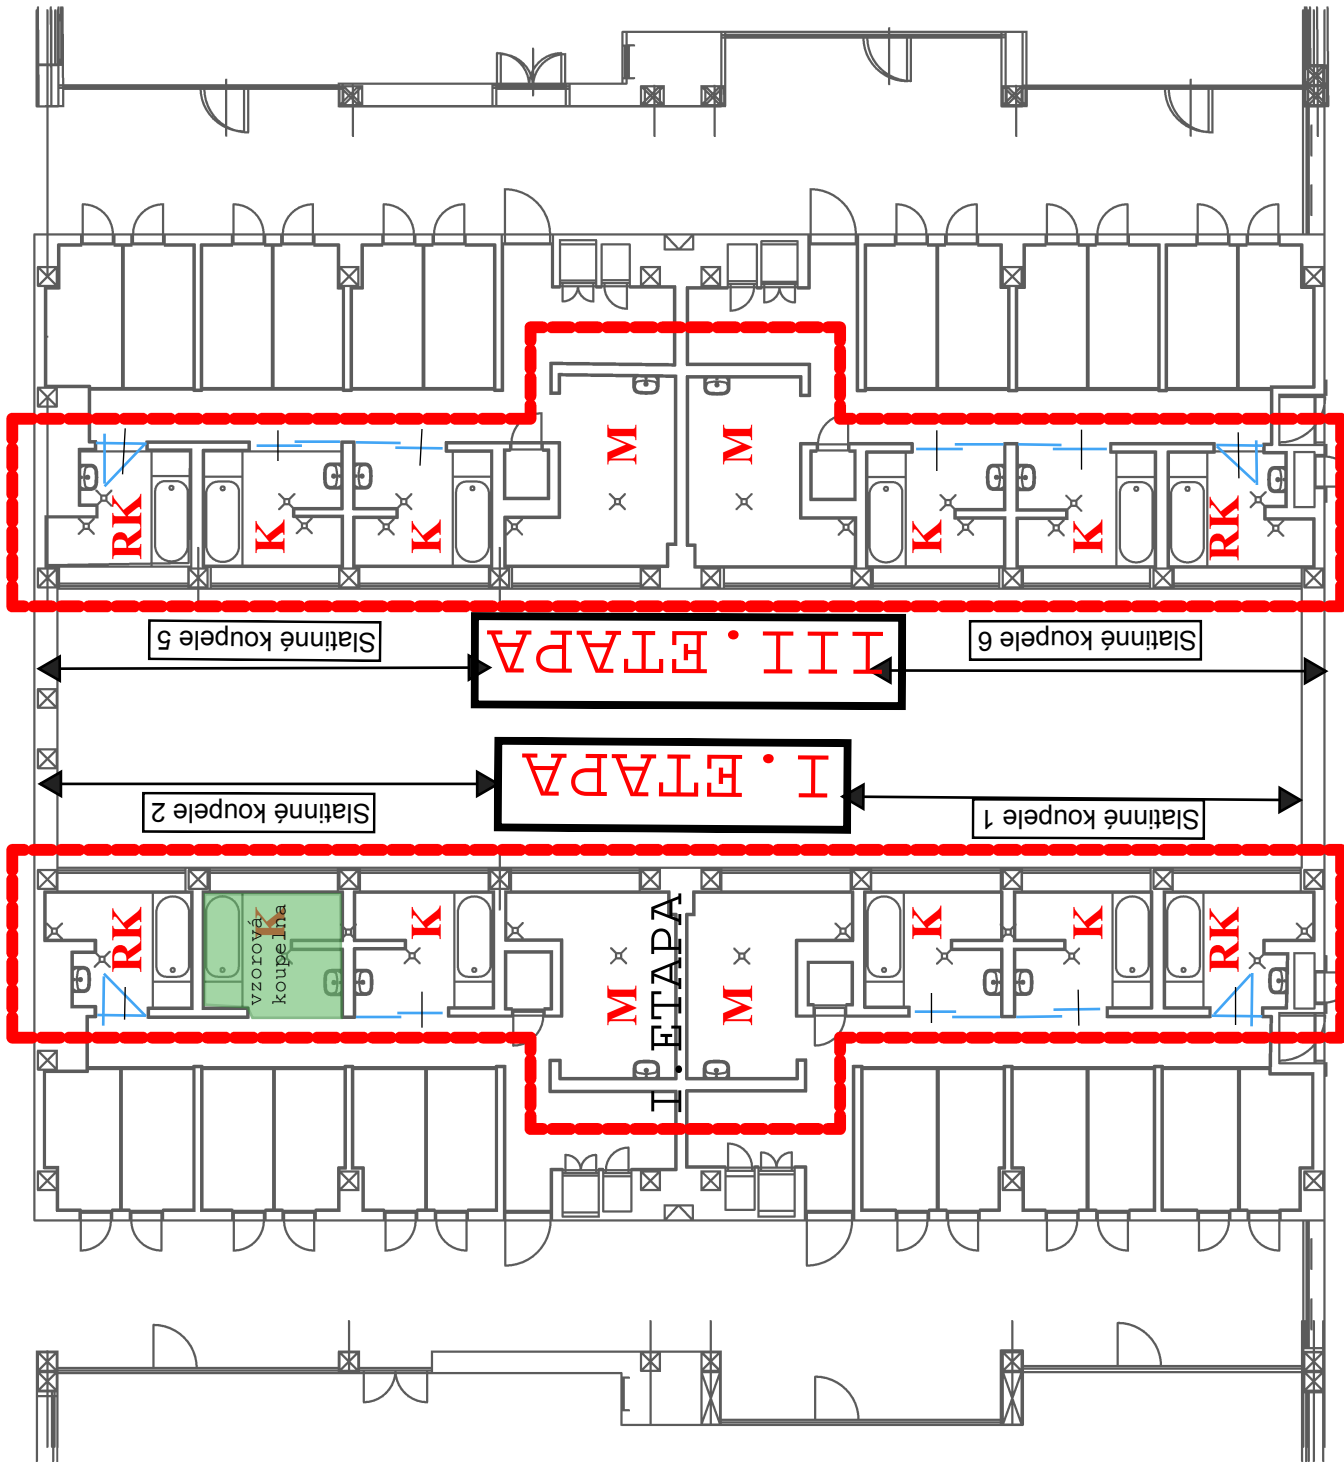 M
M
RK
K
K
K
K
RK
Slatinné koupele 5
III.ETAPA
Slatinné koupele 6
Slatinné koupele 2
I.ETAPA
Slatinné koupele 1
RK
K
vzorová
koupelna
K
I.ETAPA
K
K
RK
M
M